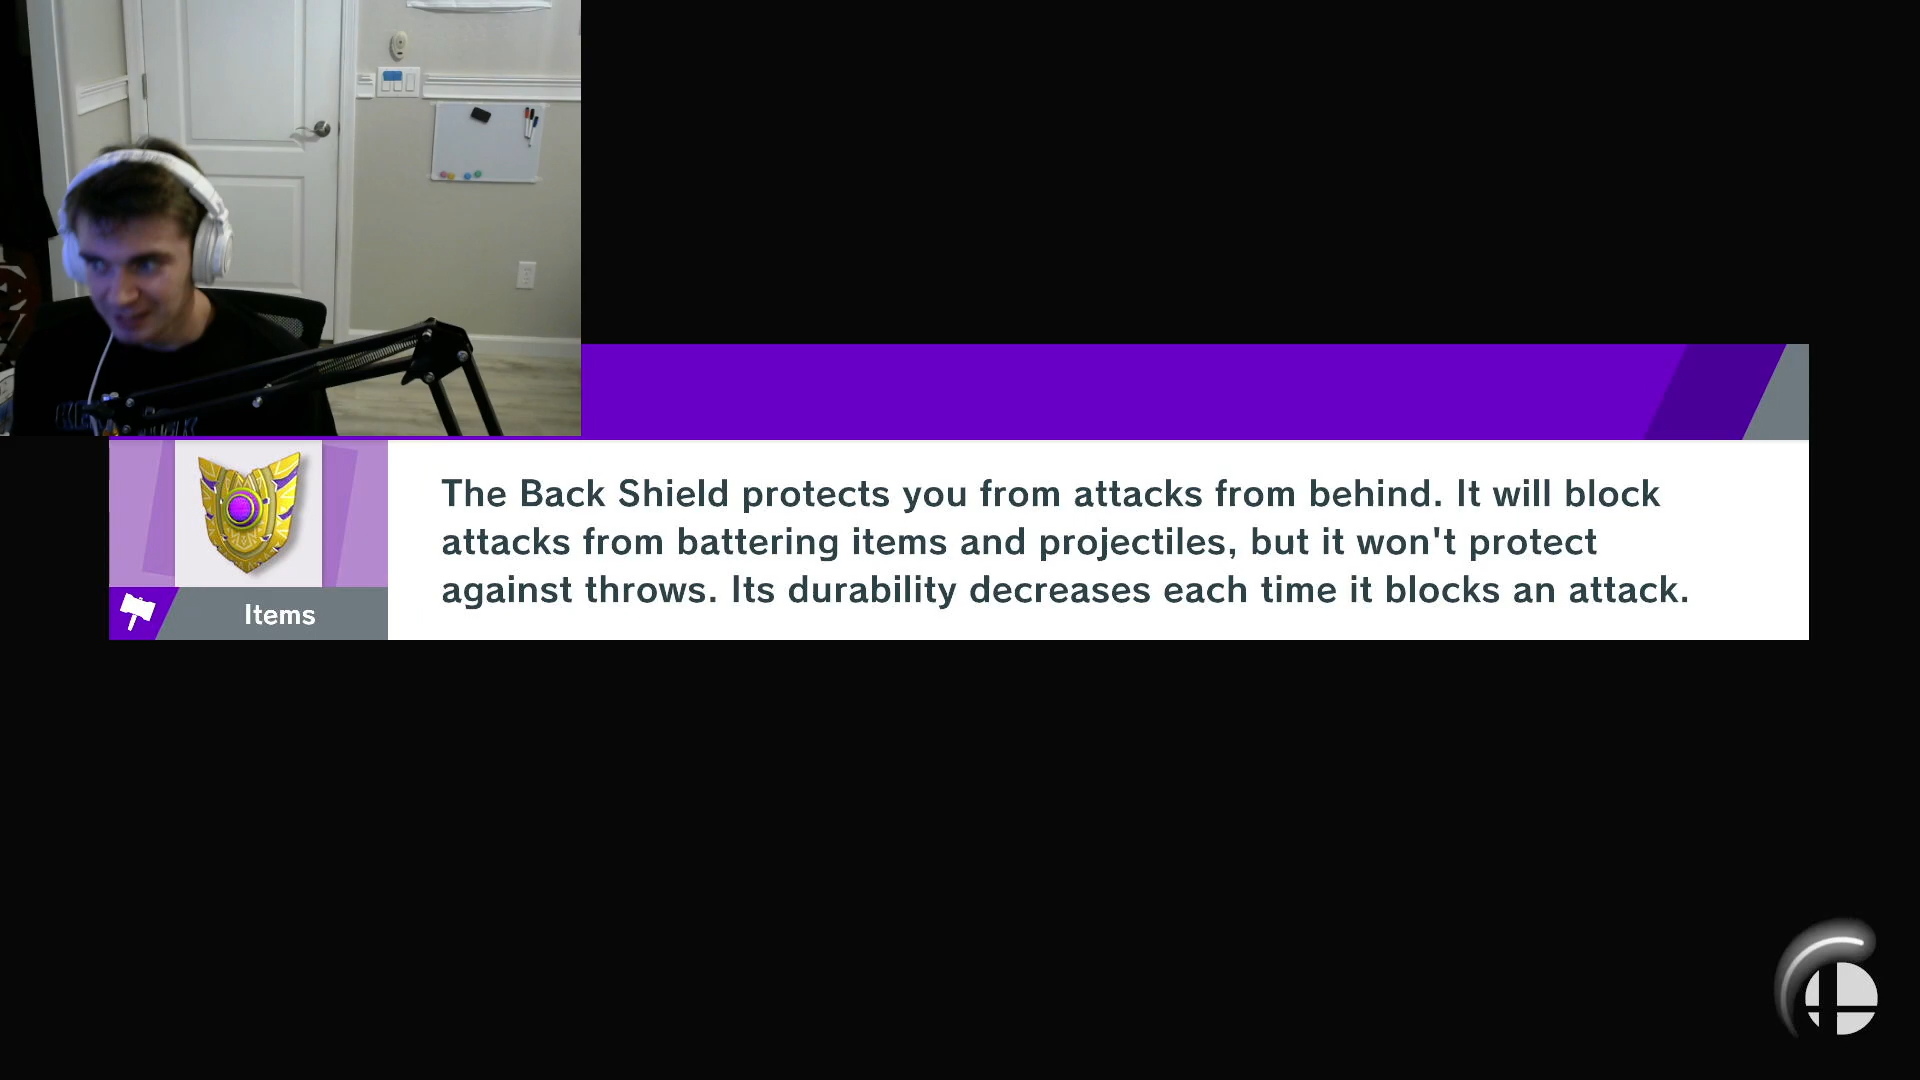 The Back Shield protects you from attacks from behind. It will block
attacks from battering items and projectiles, but it won't protect
against throws. Its durability decreases each time it blocks an attack.
Items